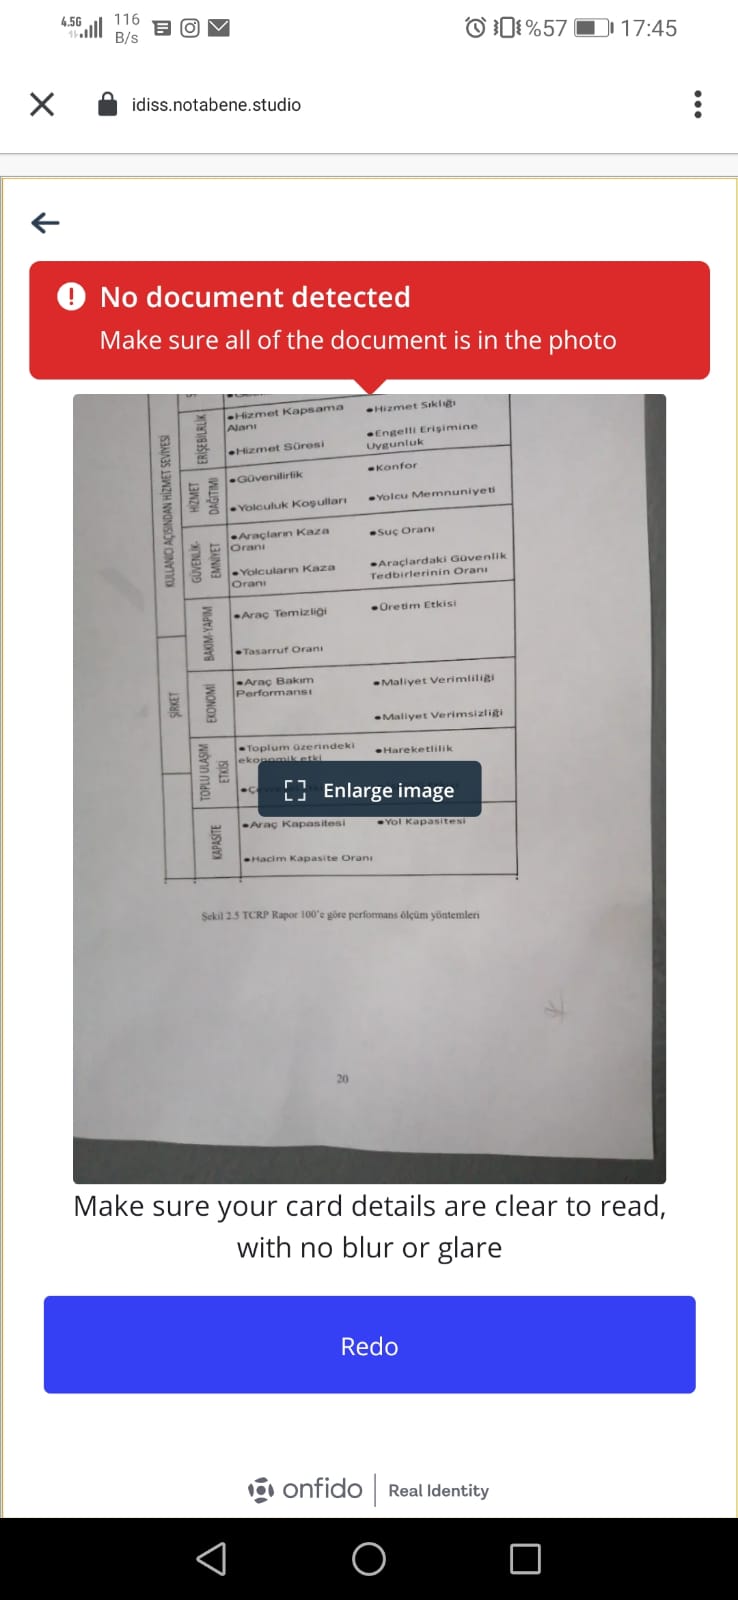 4.5G 116 B/s %57 17:45
idiss.notabene.studio
No document detected
Make sure all of the document is in the photo
KULLANICI AÇISINDAN HİZMET SEVİYESİ
ERİŞEBİLRLİK
•Hizmet Kapsama Alanı
•Hizmet Sıklığı
•Hizmet Süresi
•Engelli Erişimine Uygunluk
HİZMET DAĞITIMI
•Güvenilirlik
•Konfor
•Yolculuk Koşulları
•Yolcu Memnuniyeti
GÜVENLİK-EMNİYET
•Araçların Kaza Oranı
•Suç Oranı
•Yolcuların Kaza Oranı
•Araçlardaki Güvenlik Tedbirlerinin Oranı
ŞİRKET
BAKIM-YAPIM
•Araç Temizliği
•Üretim Etkisi
•Tasarruf Oranı
EKONOMİ
•Araç Bakım Performansı
•Maliyet Verimliliği
•Maliyet Verimsizliği
TOPLU ULAŞIM ETKİSİ
•Toplum üzerindeki ekonomik etki
•Hareketlilik
Enlarge image
KAPASİTE
•Araç Kapasitesi
•Yol Kapasitesi
•Hacim Kapasite Oranı
Şekil 2.5 TCRP Rapor 100'e göre performans ölçüm yöntemleri
20
Make sure your card details are clear to read,
with no blur or glare
Redo
onfido Real Identity